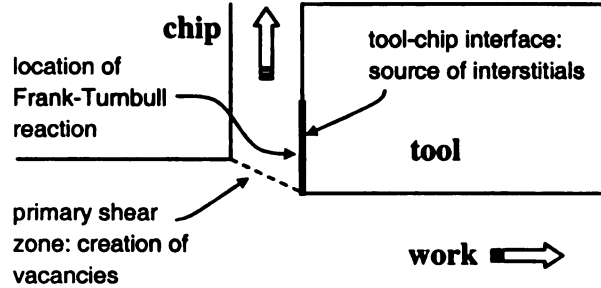 chip
location of
Frank-Turnbull
reaction
tool-chip interface:
source of interstitials
tool
primary shear
zone: creation of
vacancies
work